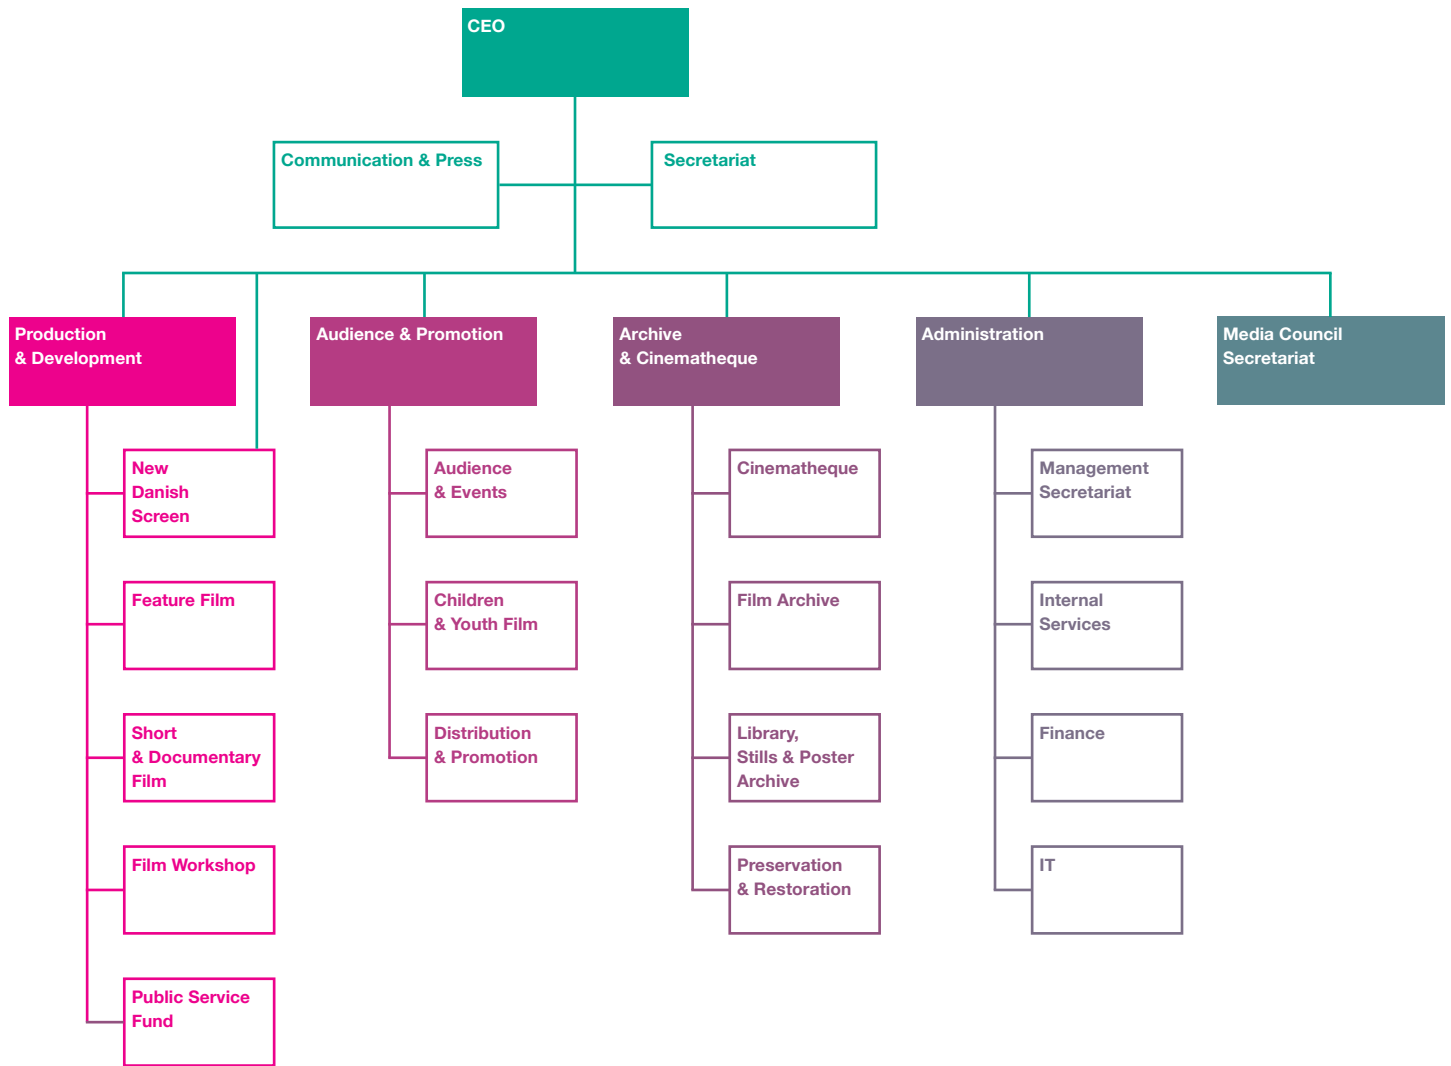 CEO
Communication & Press
Secretariat
Production
& Development
Audience & Promotion
Archive
& Cinematheque
Administration
Media Council
Secretariat
New
Danish
Screen
Feature Film
Short
& Documentary
Film
Film Workshop
Public Service
Fund
Audience
& Events
Children
& Youth Film
Distribution
& Promotion
Cinematheque
Film Archive
Library,
Stills & Poster
Archive
Preservation
& Restoration
Management
Secretariat
Internal
Services
Finance
IT